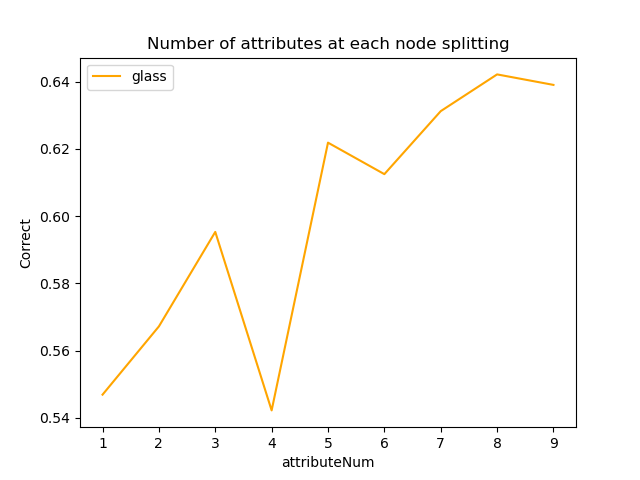 Number of attributes at each node splitting
glass
0.64
0.62
0.60
0.58
0.56
0.54
Correct
1 2 3 4 5 6 7 8 9
attributeNum